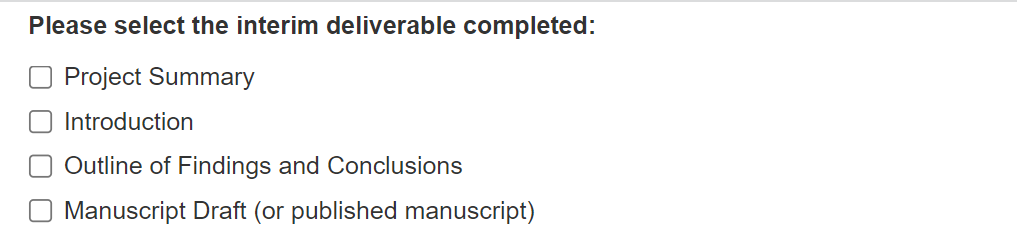 Please select the interim deliverable completed:
Project Summary
Introduction
Outline of Findings and Conclusions
Manuscript Draft (or published manuscript)